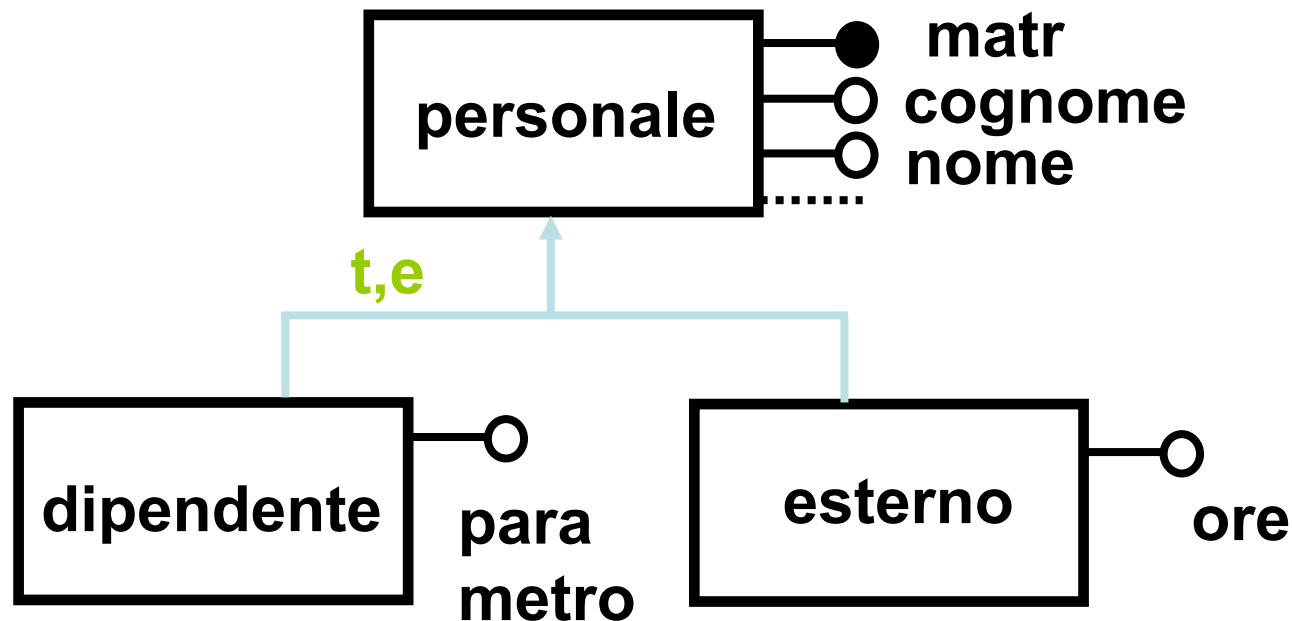 matr
personale
cognome
nome
t,e
dipendente
para
metro
esterno
ore